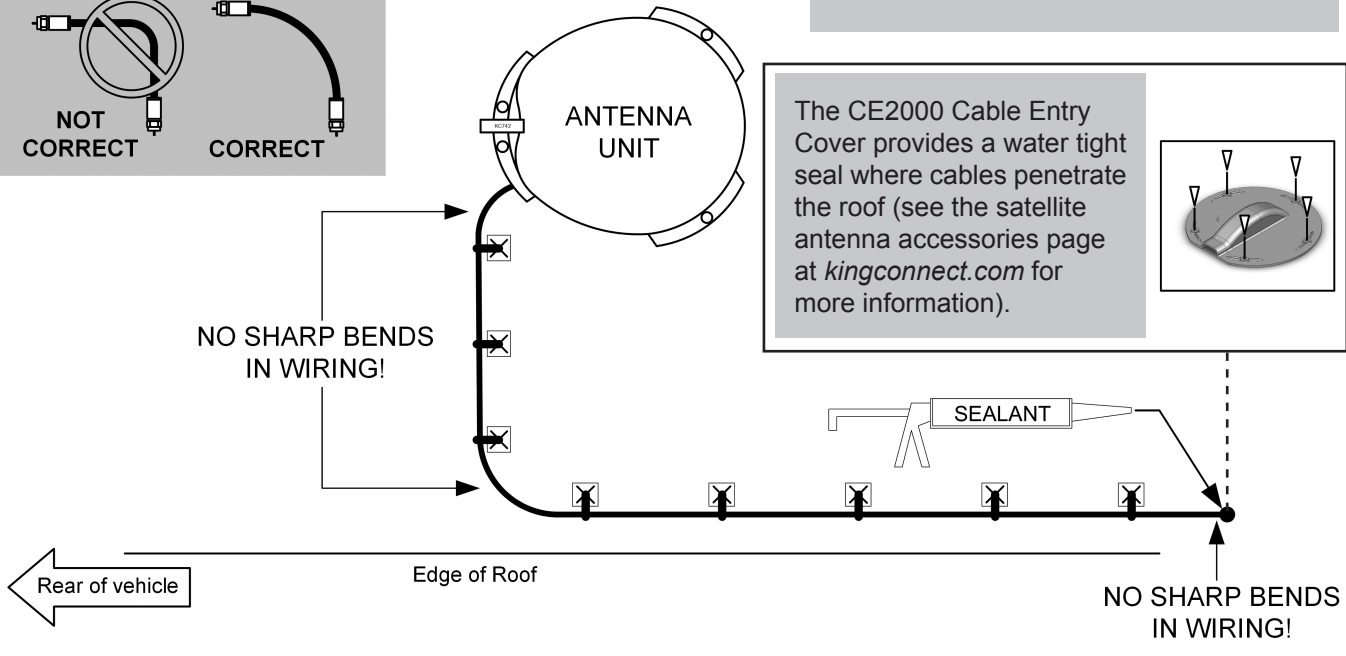 NOT
CORRECT
CORRECT
ANTENNA
UNIT
KC742
The CE2000 Cable Entry
Cover provides a water tight
seal where cables penetrate
the roof (see the satellite
antenna accessories page
at kingconnect.com for
more information).
NO SHARP BENDS
IN WIRING!
SEALANT
Rear of vehicle
Edge of Roof
NO SHARP BENDS
IN WIRING!